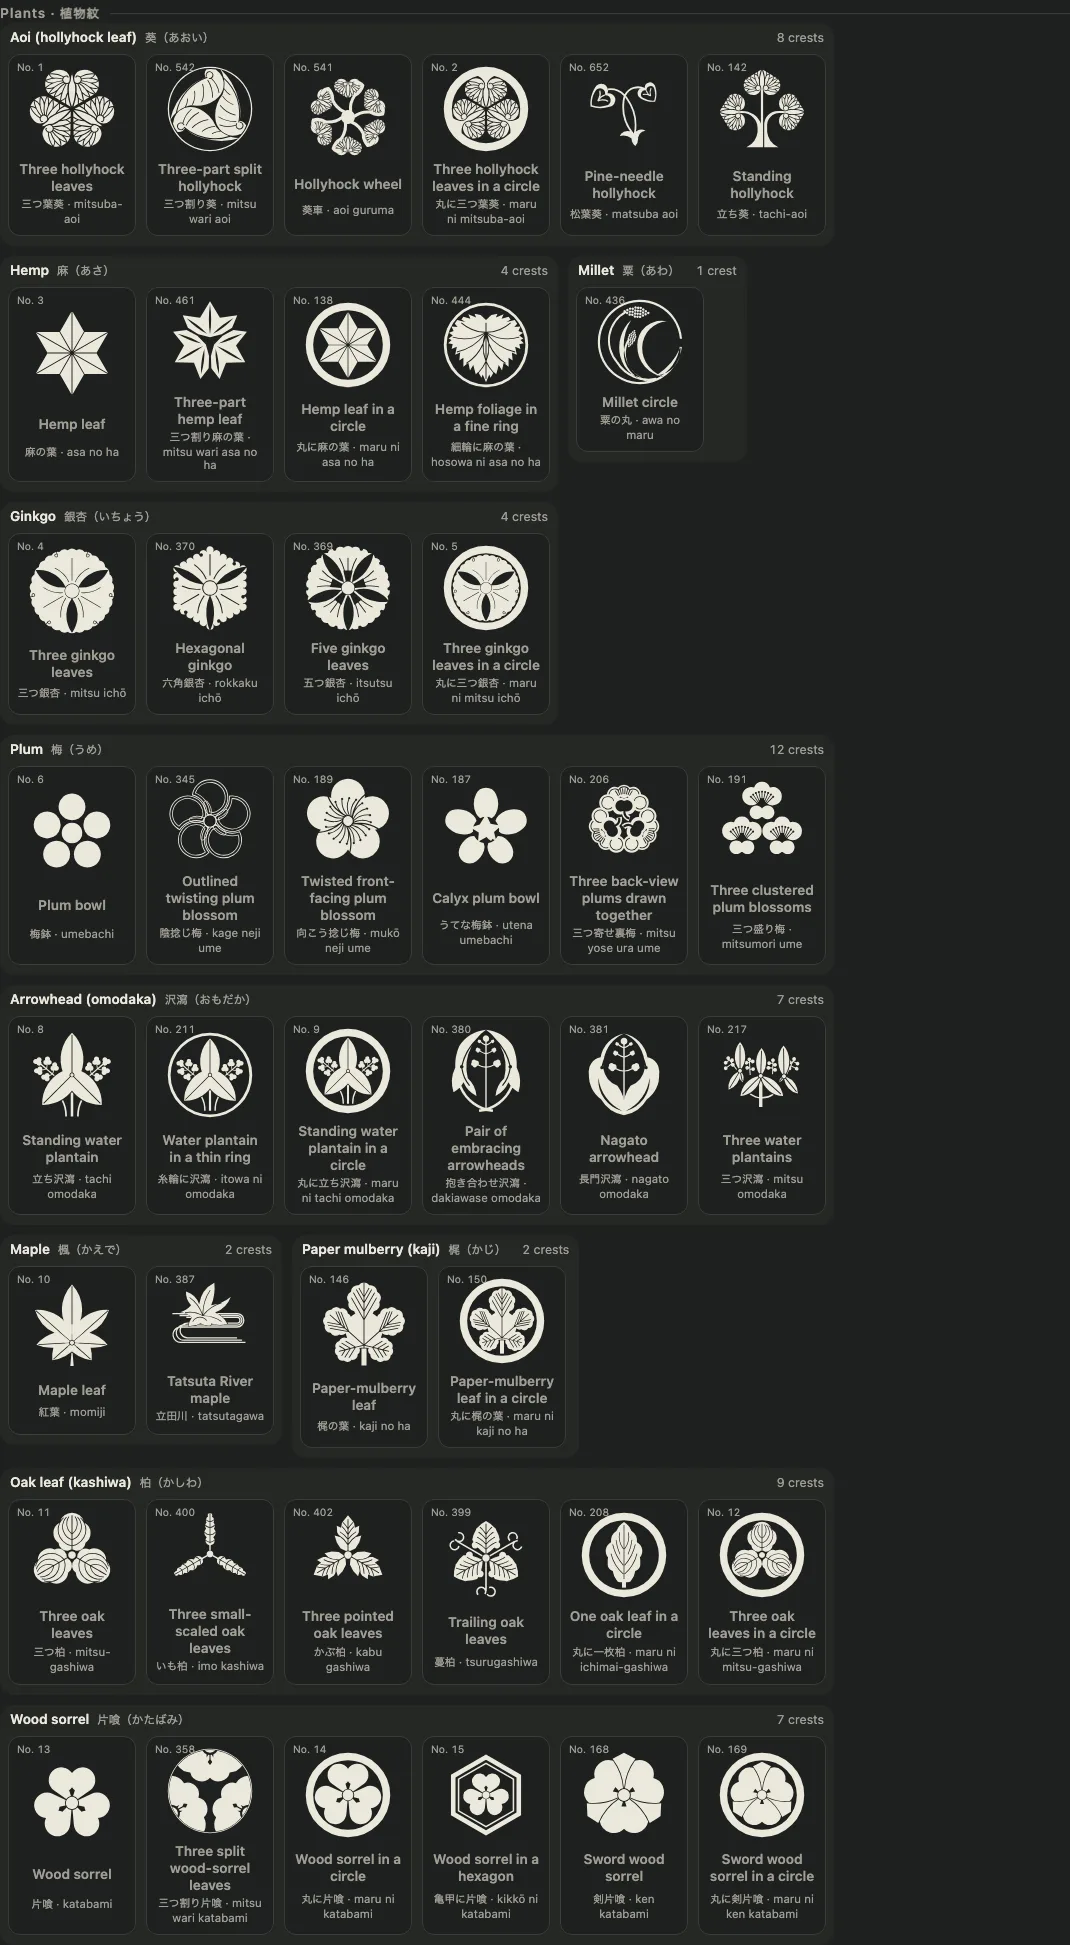 Plants · 植物紋
Aoi (hollyhock leaf) 葵（あおい） 8 crests
No. 1
Three hollyhock
leaves
三つ葉葵 · mitsuba-
aoi
No. 542
Three-part split
hollyhock
三つ割り葵 · mitsu
wari aoi
No. 541
Hollyhock wheel
葵車 · aoi guruma
No. 2
Three hollyhock
leaves in a circle
丸に三つ葉葵 · maru
ni mitsuba-aoi
No. 652
Pine-needle
hollyhock
松葉葵 · matsuba aoi
No. 142
Standing
hollyhock
立ち葵 · tachi-aoi
Hemp 麻（あさ） 4 crests
No. 3
Hemp leaf
麻の葉 · asa no ha
No. 461
Three-part
hemp leaf
三つ割り麻の葉 ·
mitsu wari asa no
ha
No. 138
Hemp leaf in a
circle
丸に麻の葉 · maru ni
asa no ha
No. 444
Hemp foliage in
a fine ring
細輪に麻の葉 ·
hosowa ni asa no ha
Millet 粟（あわ） 1 crest
No. 436
Millet circle
粟の丸 · awa no
maru
Ginkgo 銀杏（いちょう） 4 crests
No. 4
Three ginkgo
leaves
三つ銀杏 · mitsu ichō
No. 370
Hexagonal
ginkgo
六角銀杏 · rokkaku
ichō
No. 369
Five ginkgo
leaves
五つ銀杏 · itsutsu
ichō
No. 5
Three ginkgo
leaves in a circle
丸に三つ銀杏 · maru
ni mitsu ichō
Plum 梅（うめ） 12 crests
No. 6
Plum bowl
梅鉢 · umebachi
No. 345
Outlined
twisting plum
blossom
陰捻じ梅 · kage neji
ume
No. 189
Twisted front-
facing plum
blossom
向こう捻じ梅 · mukō
neji ume
No. 187
Calyx plum bowl
うてな梅鉢 · utena
umebachi
No. 206
Three back-view
plums drawn
together
三つ寄せ裏梅 · mitsu
yose ura ume
No. 191
Three clustered
plum blossoms
三つ盛り梅 ·
mitsumori ume
Arrowhead (omodaka) 沢瀉（おもだか） 7 crests
No. 8
Standing water
plantain
立ち沢瀉 · tachi
omodaka
No. 211
Water plantain
in a thin ring
糸輪に沢瀉 · itowa ni
omodaka
No. 9
Standing water
plantain in a
circle
丸に立ち沢瀉 · maru
ni tachi omodaka
No. 380
Pair of
embracing
arrowheads
抱き合わせ沢瀉 ·
dakiawase omodaka
No. 381
Nagato
arrowhead
長門沢瀉 · nagato
omodaka
No. 217
Three water
plantains
三つ沢瀉 · mitsu
omodaka
Maple 楓（かえで） 2 crests
No. 10
Maple leaf
紅葉 · momiji
No. 387
Tatsuta River
maple
立田川 · tatsutagawa
Paper mulberry (kaji) 梶（かじ） 2 crests
No. 146
Paper-mulberry
leaf
梶の葉 · kaji no ha
No. 150
Paper-mulberry
leaf in a circle
丸に梶の葉 · maru ni
kaji no ha
Oak leaf (kashiwa) 柏（かしわ） 9 crests
No. 11
Three oak
leaves
三つ柏 · mitsu-
gashiwa
No. 400
Three small-
scaled oak
leaves
いも柏 · imo kashiwa
No. 402
Three pointed
oak leaves
かぶ柏 · kabu
gashiwa
No. 399
Trailing oak
leaves
蔓柏 · tsurugashiwa
No. 208
One oak leaf in a
circle
丸に一枚柏 · maru ni
ichimai-gashiwa
No. 12
Three oak
leaves in a circle
丸に三つ柏 · maru ni
mitsu-gashiwa
Wood sorrel 片喰（かたばみ） 7 crests
No. 13
Wood sorrel
片喰 · katabami
No. 358
Three split
wood-sorrel
leaves
三つ割り片喰 · mitsu
wari katabami
No. 14
Wood sorrel in a
circle
丸に片喰 · maru ni
katabami
No. 15
Wood sorrel in a
hexagon
亀甲に片喰 · kikkō ni
katabami
No. 168
Sword wood
sorrel
剣片喰 · ken
katabami
No. 169
Sword wood
sorrel in a circle
丸に剣片喰 · maru ni
ken katabami